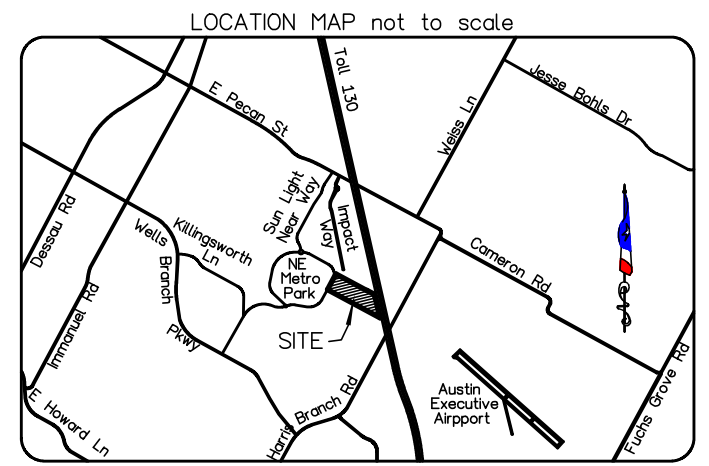 LOCATION MAP not to scale
Toll 130
Jesse Bohls Dr
E Pecan St
Weiss Ln
Sun Light
Near Way
Impact
Way
Dessau Rd
Wells
Branch
Pkwy
Killingsworth
Ln
NE
Metro
Park
Cameron Rd
Immanuel Rd
SITE
Austin
Executive
Airpport
Fuchs Grove Rd
E Howard Ln
Harris Branch Rd